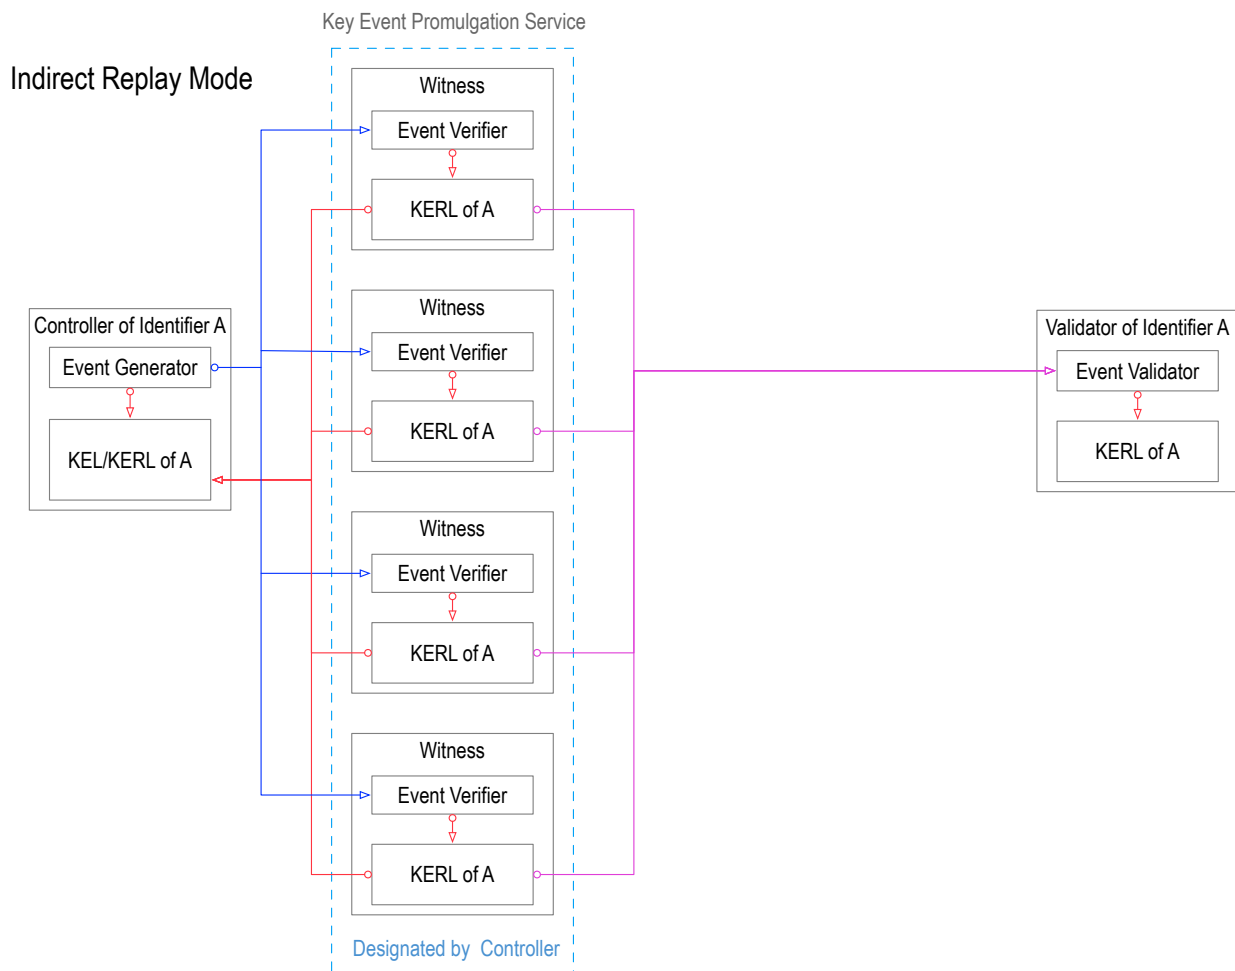 Key Event Promulgation Service
Indirect Replay Mode
Witness
Event Verifier
KERL of A
Witness
Event Verifier
KERL of A
Controller of Identifier A
Event Generator
KEL/KERL of A
Validator of Identifier A
Event Validator
KERL of A
Witness
Event Verifier
KERL of A
Witness
Event Verifier
KERL of A
Designated by Controller